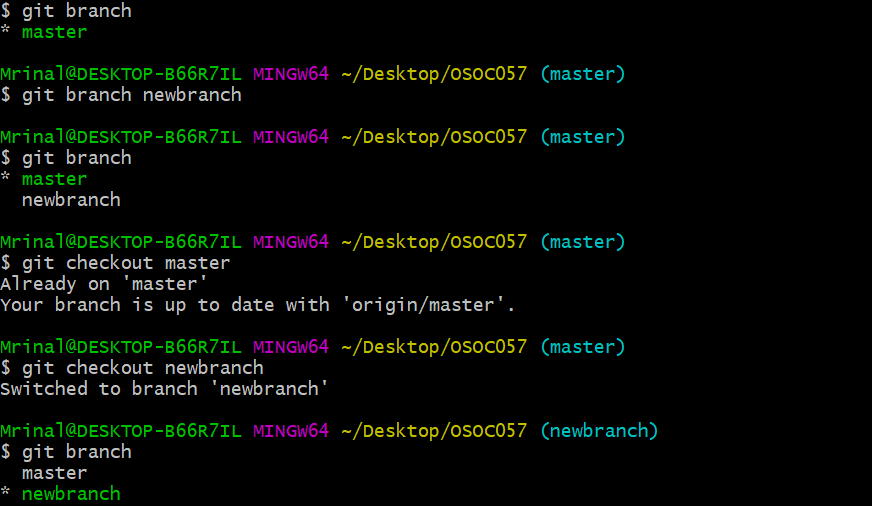 $ git branch
* master
Mrinal@DESKTOP-B66R7IL MINGW64 ~/Desktop/OSOC057 (master)
$ git branch newbranch
Mrinal@DESKTOP-B66R7IL MINGW64 ~/Desktop/OSOC057 (master)
$ git branch
* master
  newbranch
Mrinal@DESKTOP-B66R7IL MINGW64 ~/Desktop/OSOC057 (master)
$ git checkout master
Already on 'master'
Your branch is up to date with 'origin/master'.
Mrinal@DESKTOP-B66R7IL MINGW64 ~/Desktop/OSOC057 (master)
$ git checkout newbranch
Switched to branch 'newbranch'
Mrinal@DESKTOP-B66R7IL MINGW64 ~/Desktop/OSOC057 (newbranch)
$ git branch
  master
* newbranch